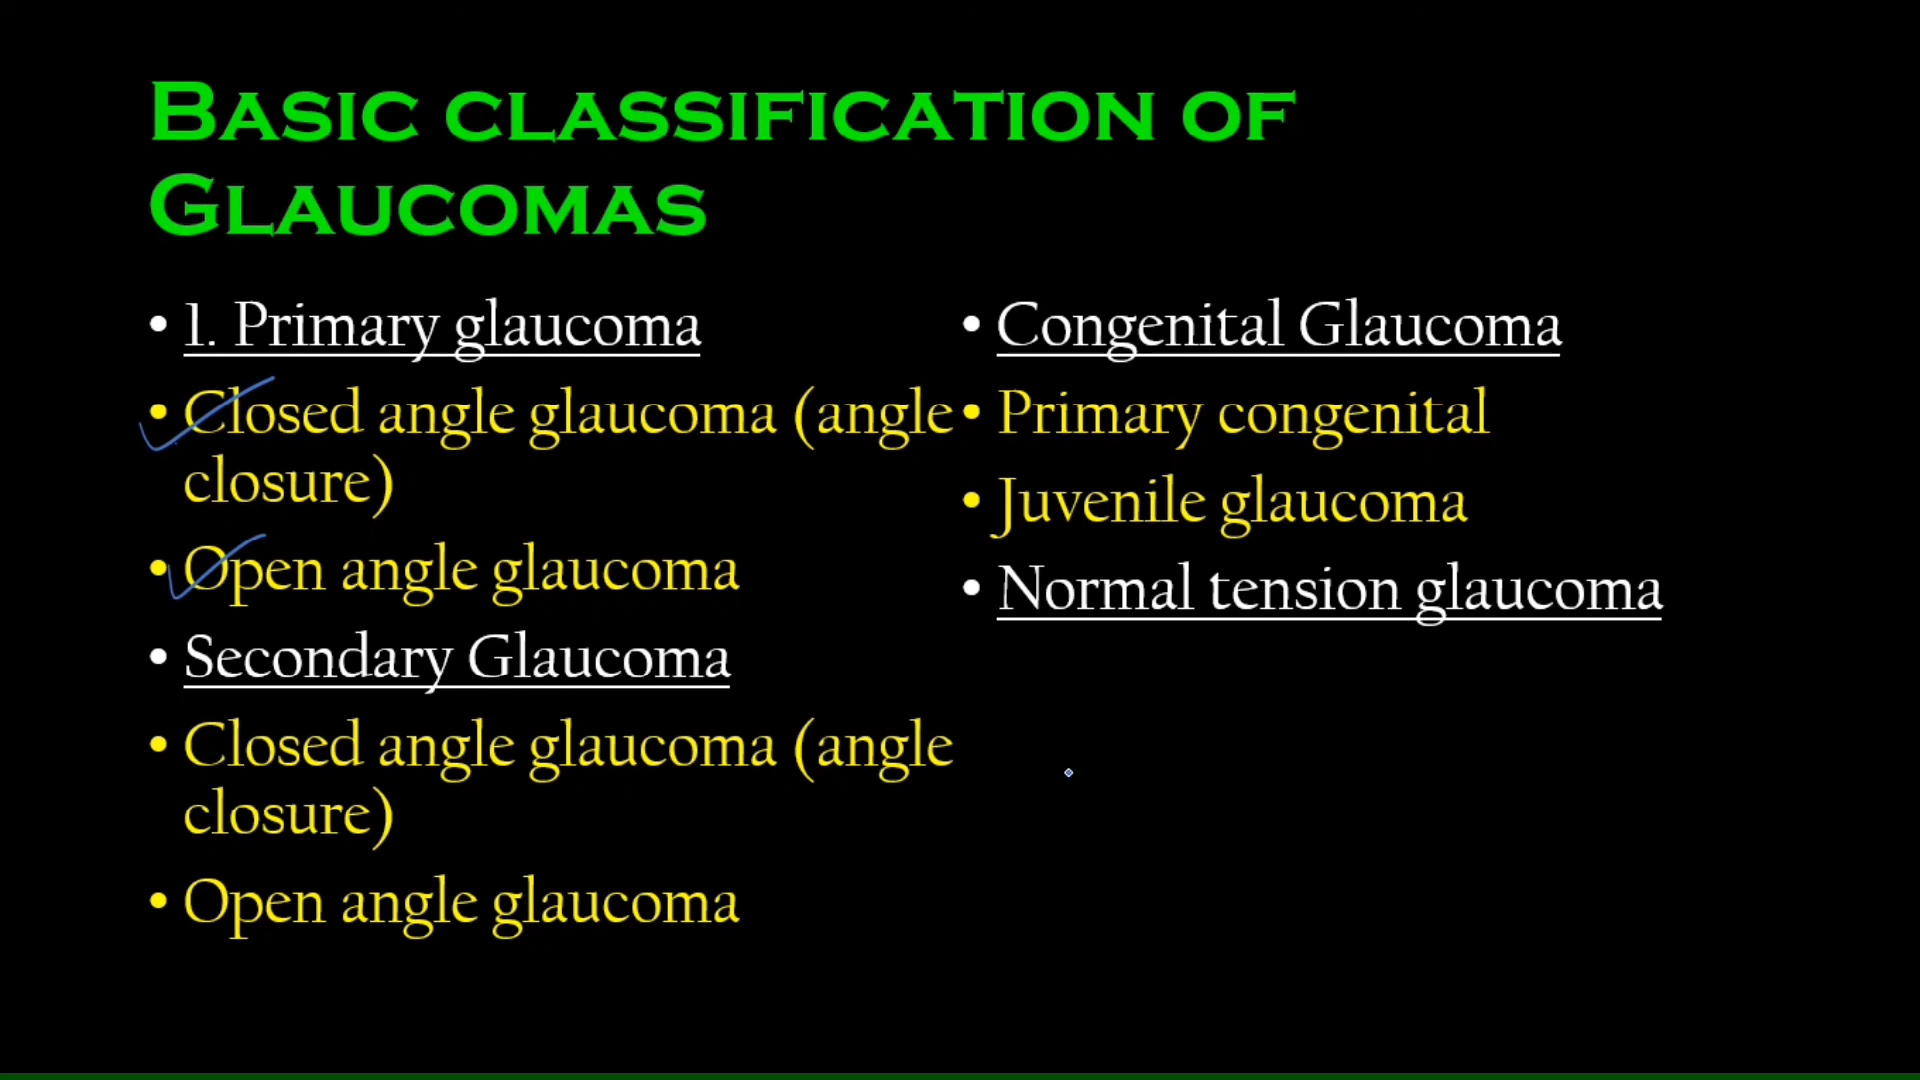 Basic classification of
Glaucomas
• 1. Primary glaucoma
• Closed angle glaucoma (angle
closure)
• Open angle glaucoma
• Secondary Glaucoma
• Closed angle glaucoma (angle
closure)
• Open angle glaucoma
• Congenital Glaucoma
• Primary congenital
• Juvenile glaucoma
• Normal tension glaucoma